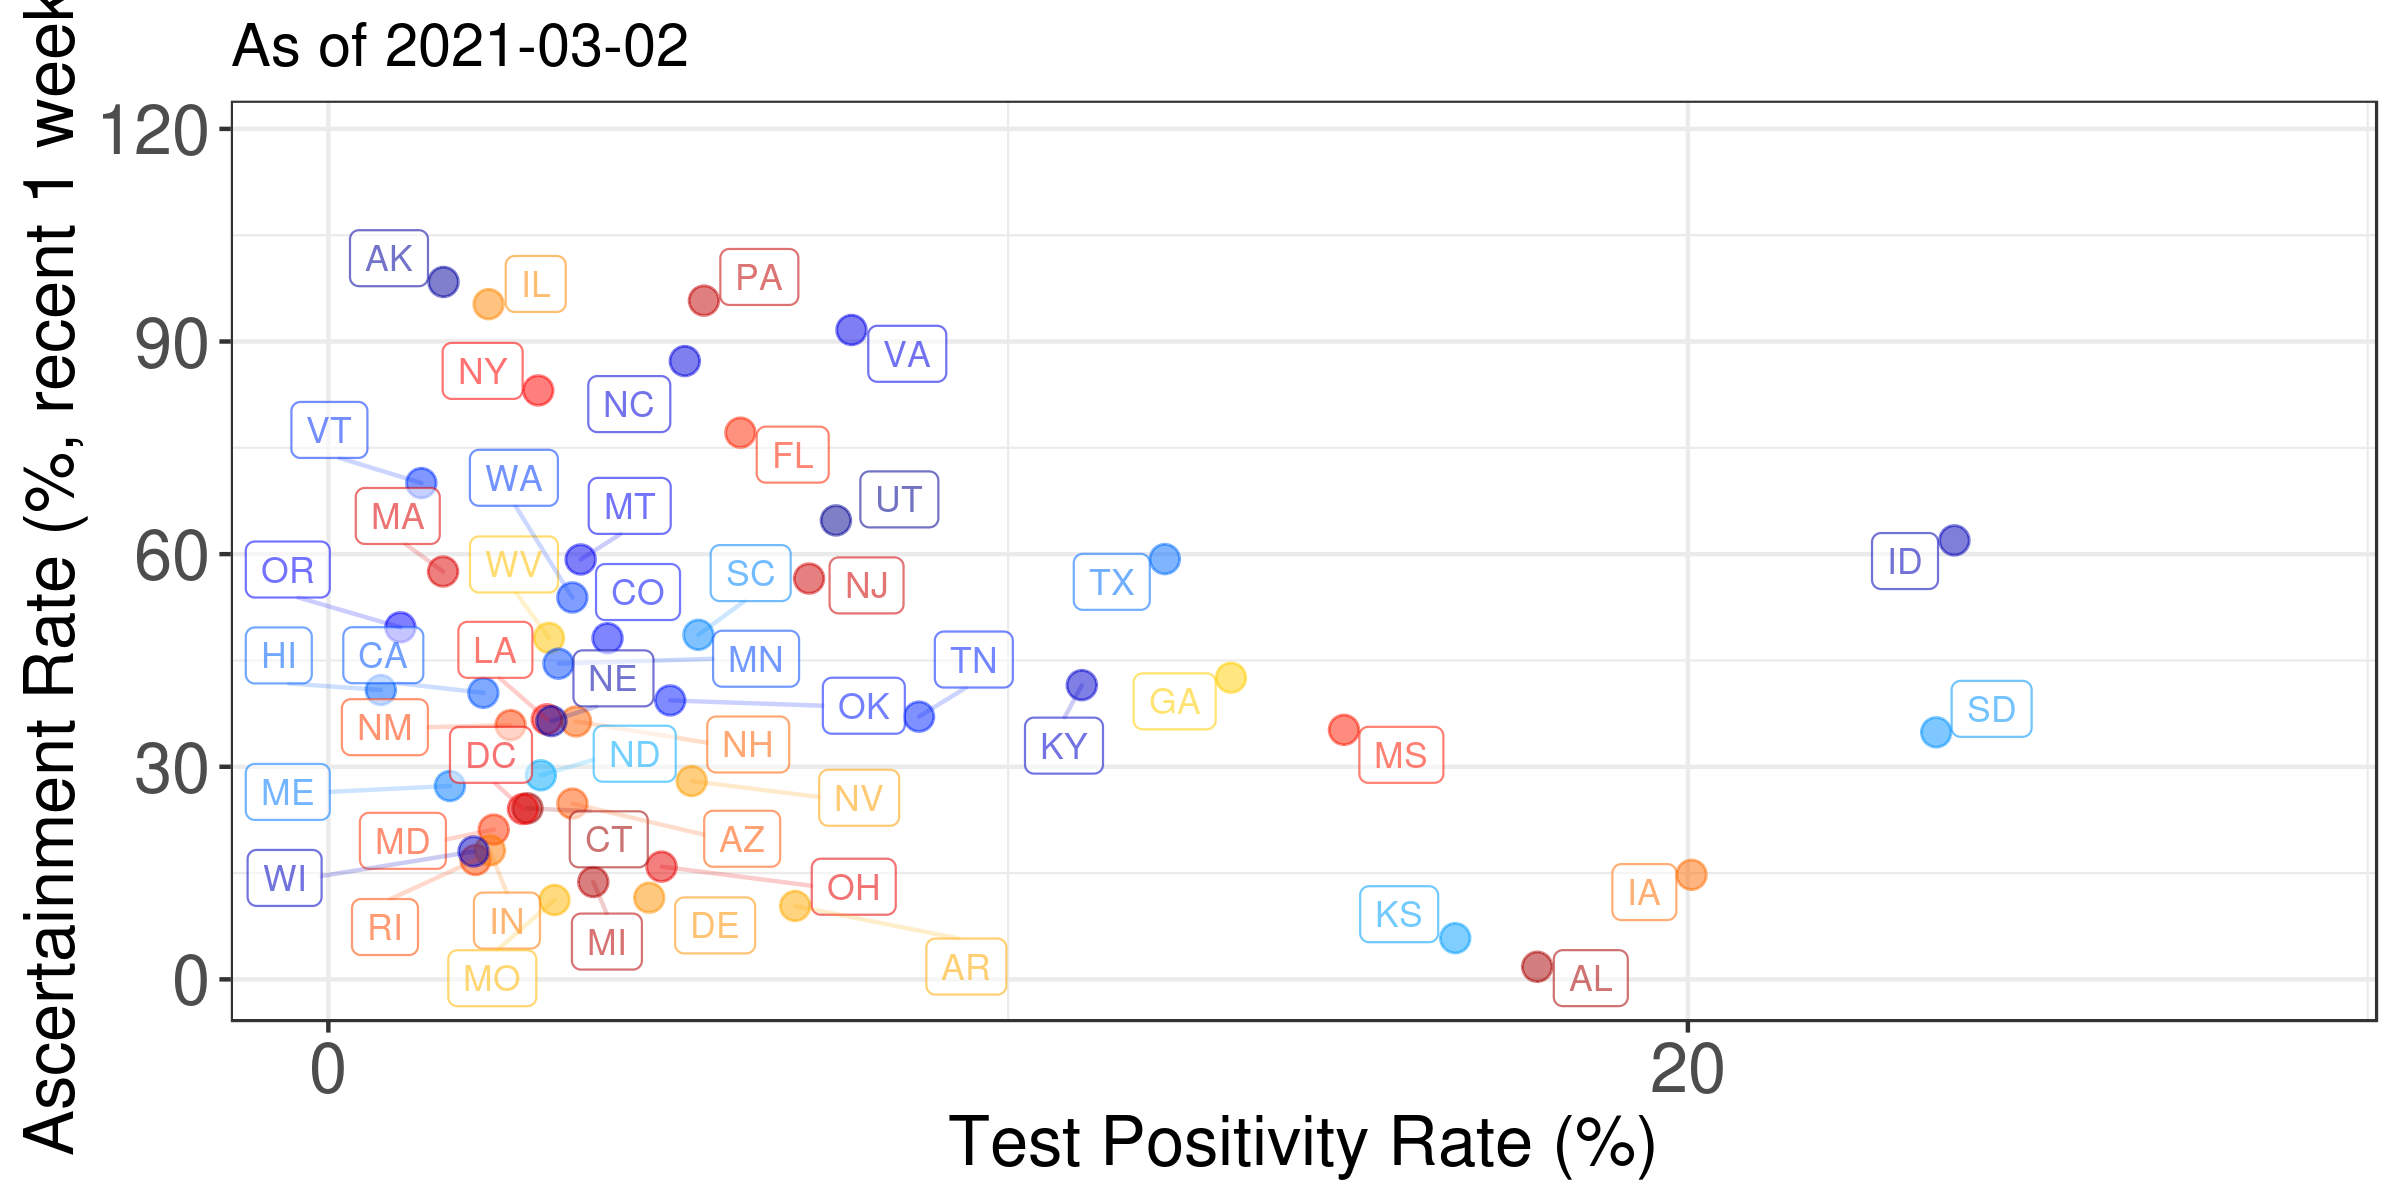 As of 2021-03-02
Ascertainment Rate (%, recent 1 week
120
90
60
30
0
AK
IL
PA
VA
NY
NC
VT
FL
WA
UT
MT
MA
ID
WV
OR
SC
TX
NJ
CO
HI
CA
LA
MN
TN
NE
GA
OK
SD
NM
NH
KY
DC
ND
MS
ME
NV
MD
CT
AZ
WI
OH
IA
KS
RI
IN
DE
MI
AR
MO
AL
0
20
Test Positivity Rate (%)